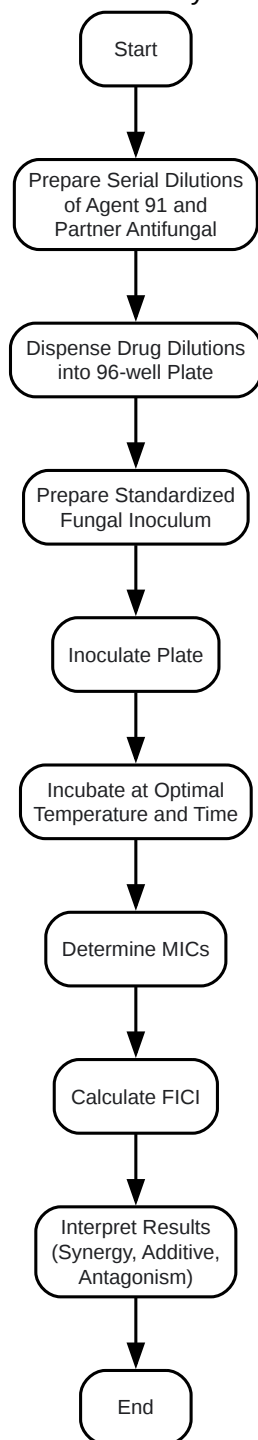 Start
Prepare Serial Dilutions
of Agent 91 and
Partner Antifungal
Dispense Drug Dilutions
into 96-well Plate
Prepare Standardized
Fungal Inoculum
Inoculate Plate
Incubate at Optimal
Temperature and Time
Determine MICs
Calculate FICI
Interpret Results
(Synergy, Additive,
Antagonism)
End